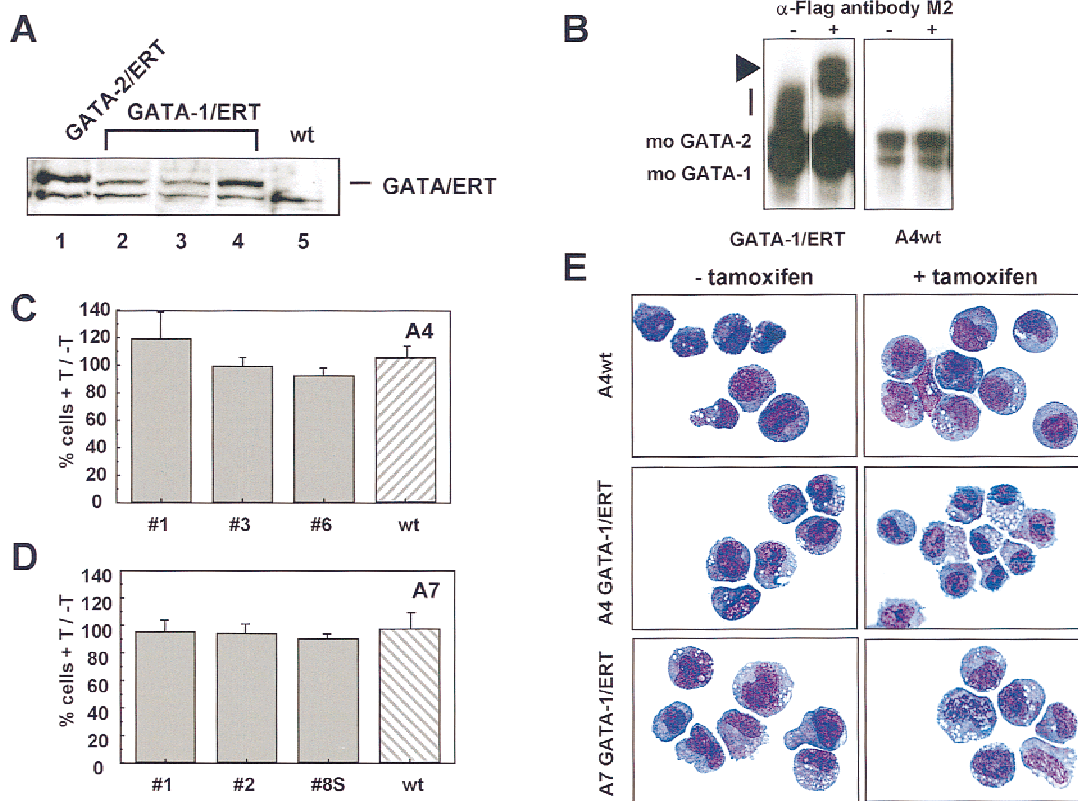 A
GATA-2/ERT
GATA-1/ERT
wt
GATA/ERT
1 2 3 4 5
B
α-Flag antibody M2
- + - +
mo GATA-2
mo GATA-1
GATA-1/ERT A4wt
C
% cells + T / -T
140
120
100
80
60
40
20
0
A4
#1 #3 #6 wt
D
% cells + T / -T
140
120
100
80
60
40
20
0
A7
#1 #2 #8S wt
E
- tamoxifen + tamoxifen
A4wt
A4 GATA-1/ERT
A7 GATA-1/ERT